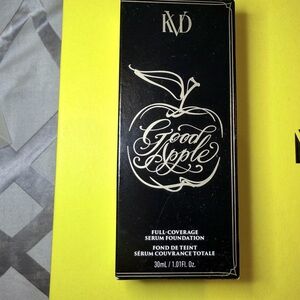 KVD
Good
Apple
FULL-COVERAGE
SERUM FOUNDATION
FOND DE TEINT
SÉRUM COUVRANCE TOTALE
30mL / 1.01Fl. Oz.